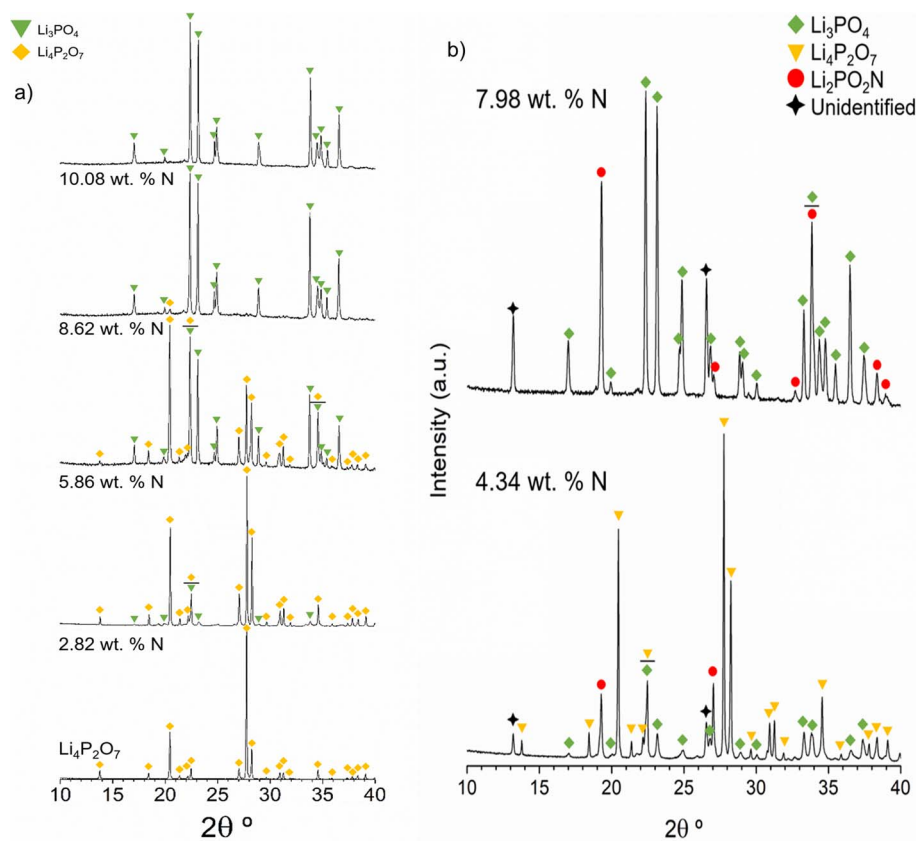 Li₃PO₄
Li₄P₂O₇
a)
10.08 wt. % N
8.62 wt. % N
5.86 wt. % N
2.82 wt. % N
Li₄P₂O₇
10 15 20 25 30 35 40
2θ º
b)
Li₃PO₄
Li₄P₂O₇
Li₂PO₂N
Unidentified
7.98 wt. % N
4.34 wt. % N
Intensity (a.u.)
10 15 20 25 30 35 40
2θ º